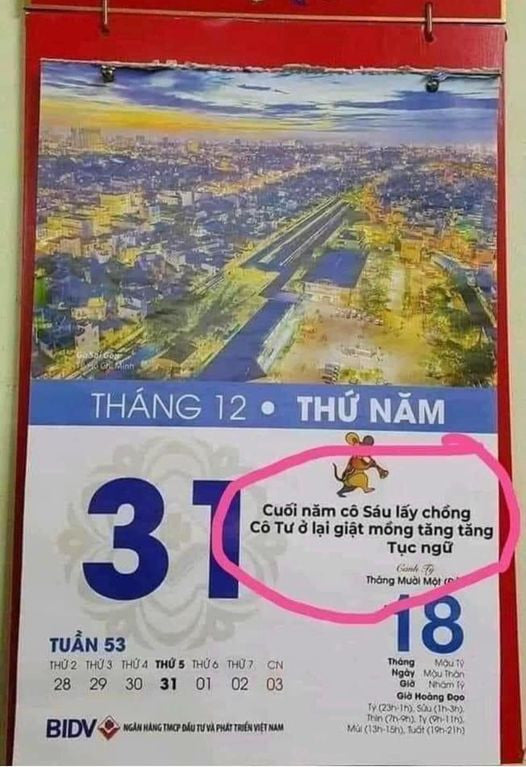 Ga Sài Gòn
Hồ Chí Minh
THÁNG 12 • THỨ NĂM
31
Cuối năm cô Sáu lấy chồng
Cô Tư ở lại giật mồng tăng tăng
Tục ngữ
Canh Tý
Tháng Mười Một
18
Tháng Mậu Tý
Ngày Mậu Thân
Giờ Nhâm Tý
Giờ Hoàng Đạo
Tý (23h-1h), Sửu (1h-3h),
Thìn (7h-9h), Tỵ (9h-11h),
Mùi (13h-15h), Tuất (19h-21h)
TUẦN 53
THỨ 2 THỨ 3 THỨ 4 THỨ 5 THỨ 6 THỨ 7 CN
28 29 30 31 01 02 03
BIDV NGÂN HÀNG TMCP ĐẦU TƯ VÀ PHÁT TRIỂN VIỆT NAM